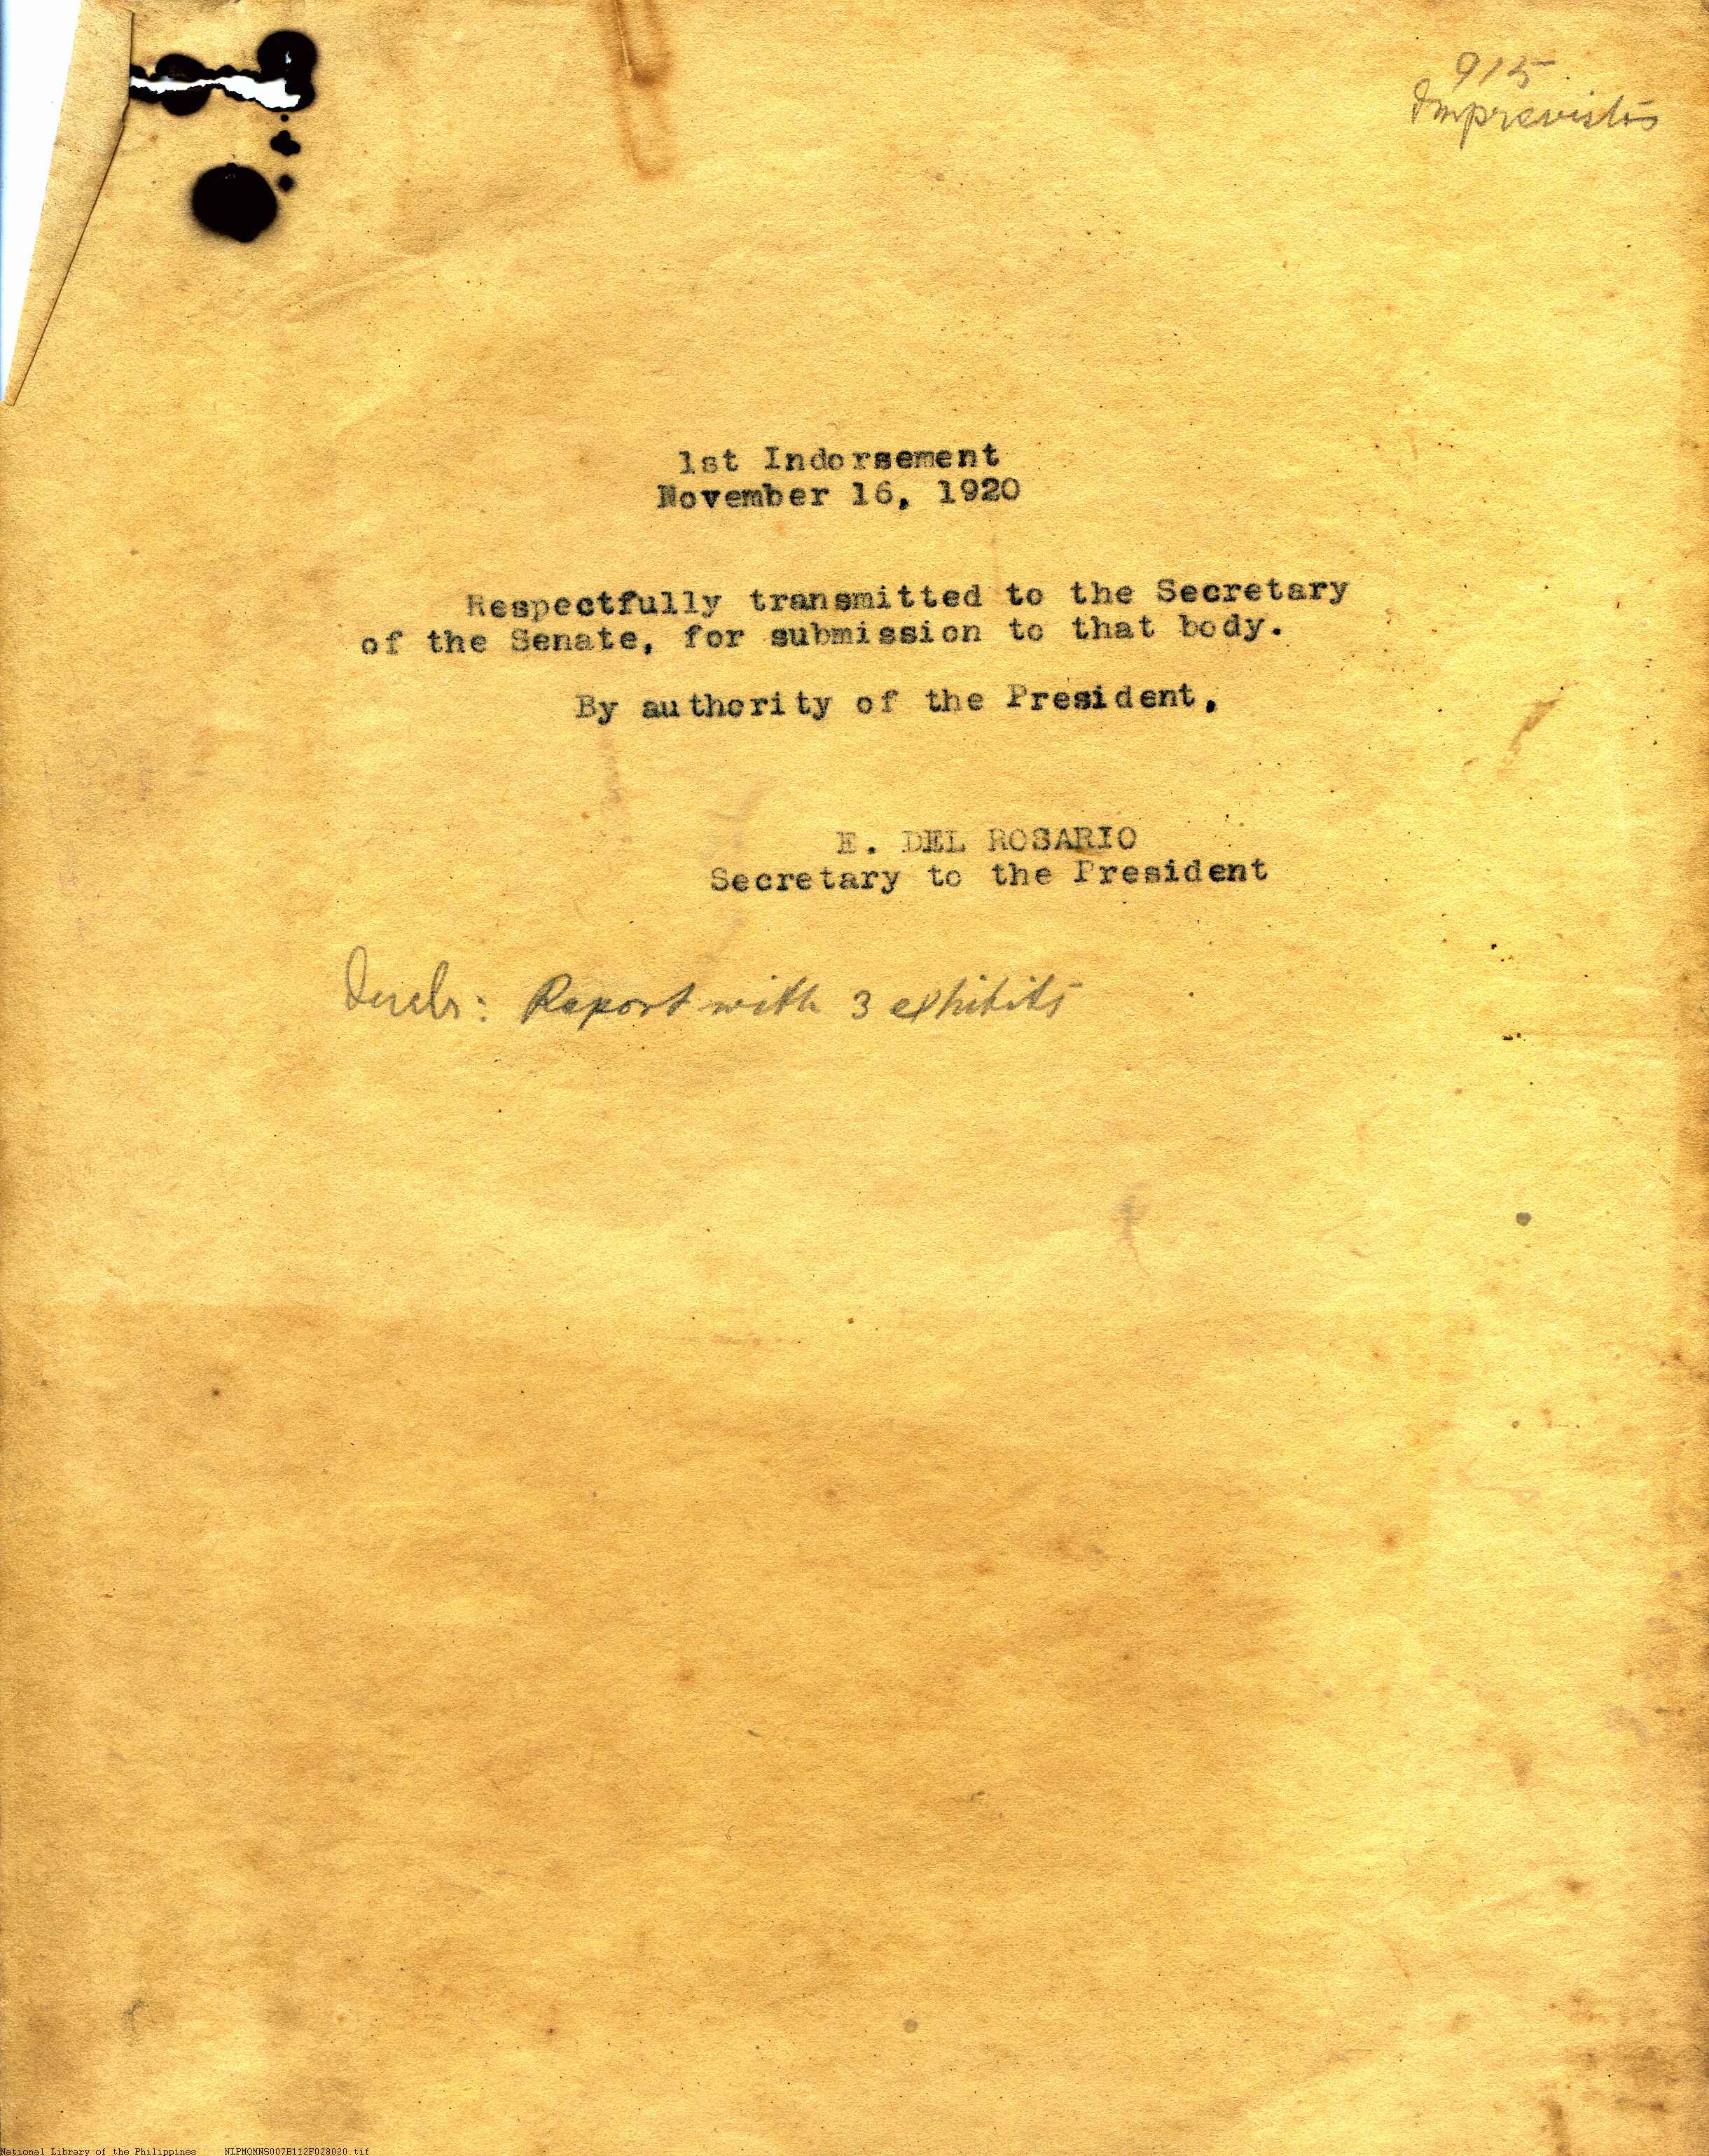 915
Imprevistos
1st Indorsement
November 16, 1920
Respectfully transmitted to the Secretary
of the Senate, for submission to that body.
By authority of the President,
E. DEL ROSARIO
Secretary to the President
Incls: Report with 3 exhibits
National Library of the Philippines NLPMQMNS007B112F028020.tif